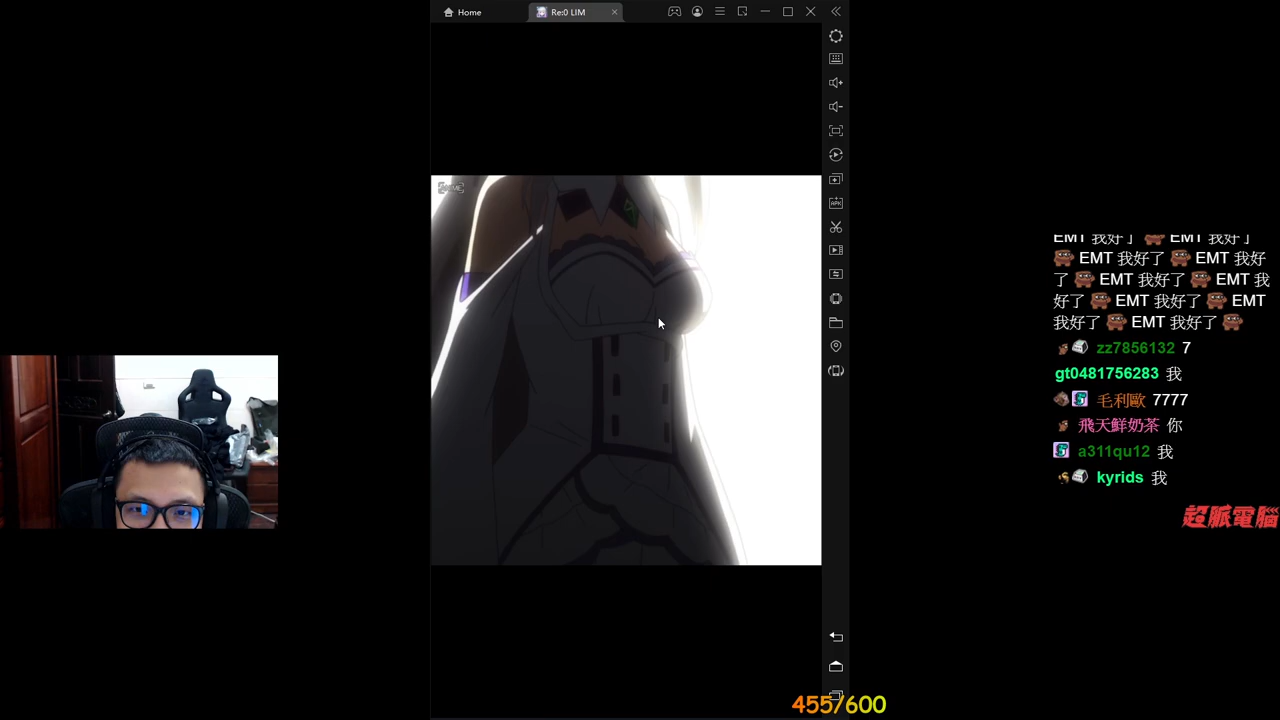 Home
Re:0 LIM
EMT 我好了 EMT 我好了
EMT 我好了 EMT 我好
了 EMT 我好了 EMT 我
好了 EMT 我好了 EMT
我好了 EMT 我好了
zz7856132 7
gt0481756283 我
毛利歐 7777
飛天鮮奶茶 你
a311qu12 我
kyrids 我
超脈電腦
455/600